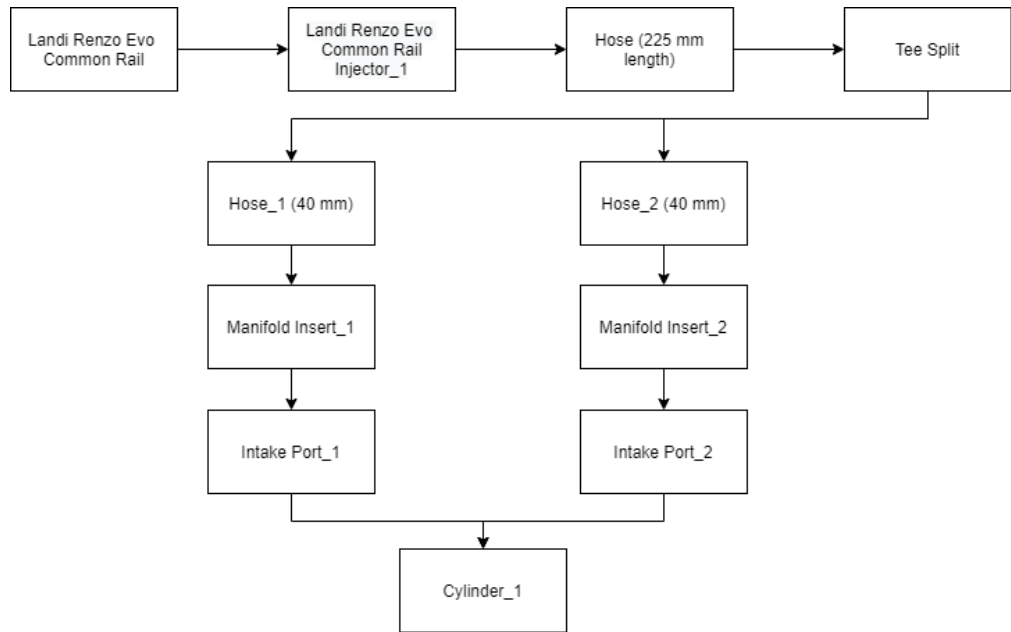 Landi Renzo Evo
Common Rail
Landi Renzo Evo
Common Rail
Injector_1
Hose (225 mm
length)
Tee Split
Hose_1 (40 mm)
Hose_2 (40 mm)
Manifold Insert_1
Manifold Insert_2
Intake Port_1
Intake Port_2
Cylinder_1